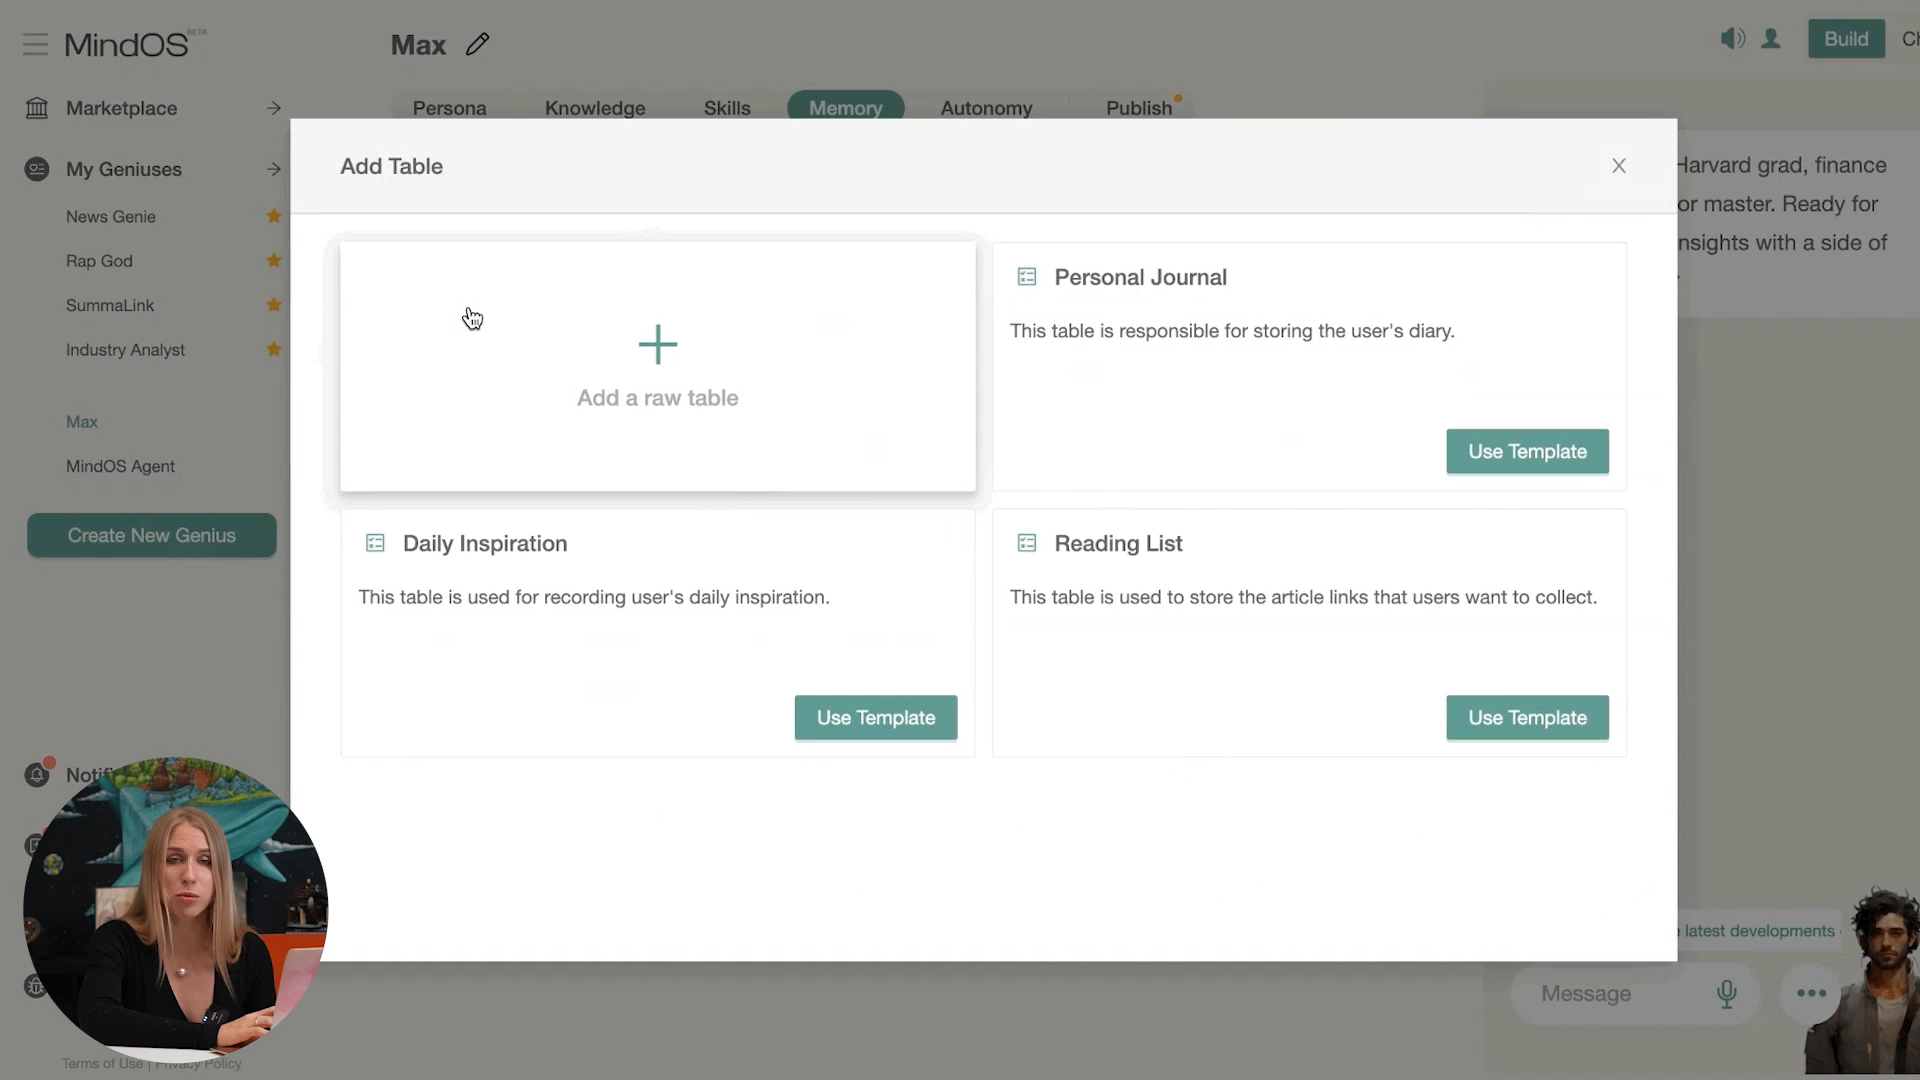 MindOS BETA
Max
Build
Marketplace
Persona
Knowledge
Skills
Memory
Autonomy
Publish
My Geniuses
News Genie
Rap God
SummaLink
Industry Analyst
Max
MindOS Agent
Create New Genius
Add Table
Harvard grad, finance
or master. Ready for
insights with a side of
Add a raw table
Personal Journal
This table is responsible for storing the user's diary.
Use Template
Daily Inspiration
This table is used for recording user's daily inspiration.
Use Template
Reading List
This table is used to store the article links that users want to collect.
Use Template
latest developments
Message
Terms of Use | Privacy Policy